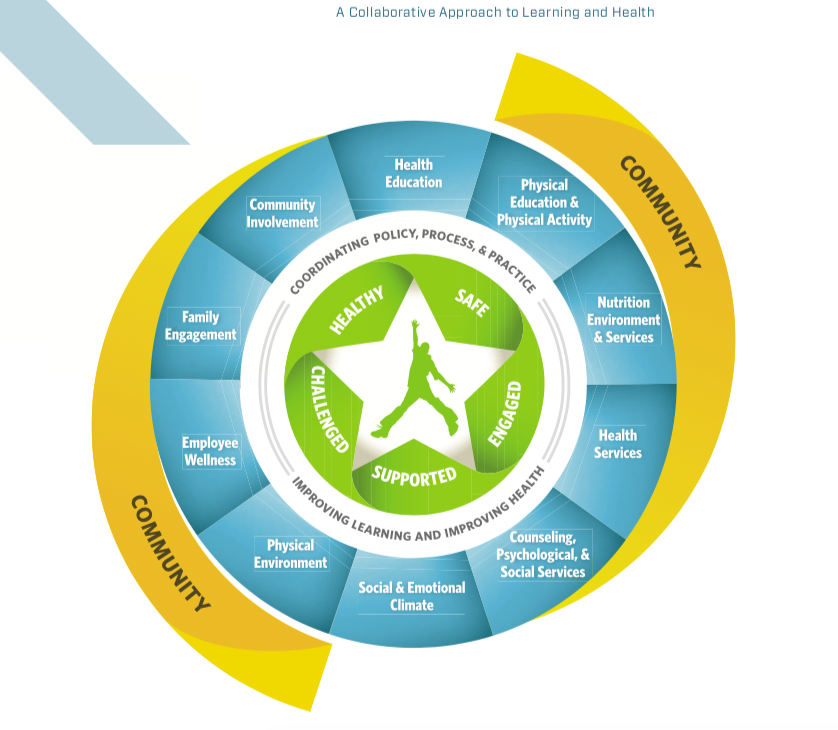 A Collaborative Approach to Learning and Health
COMMUNITY
Health
Education
Physical
Education &
Physical Activity
Nutrition
Environment
& Services
Health
Services
Counseling,
Psychological, &
Social Services
Social & Emotional
Climate
Physical
Environment
Employee
Wellness
Family
Engagement
Community
Involvement
COORDINATING POLICY, PROCESS, & PRACTICE
IMPROVING LEARNING AND IMPROVING HEALTH
HEALTHY
SAFE
ENGAGED
SUPPORTED
CHALLENGED
COMMUNITY